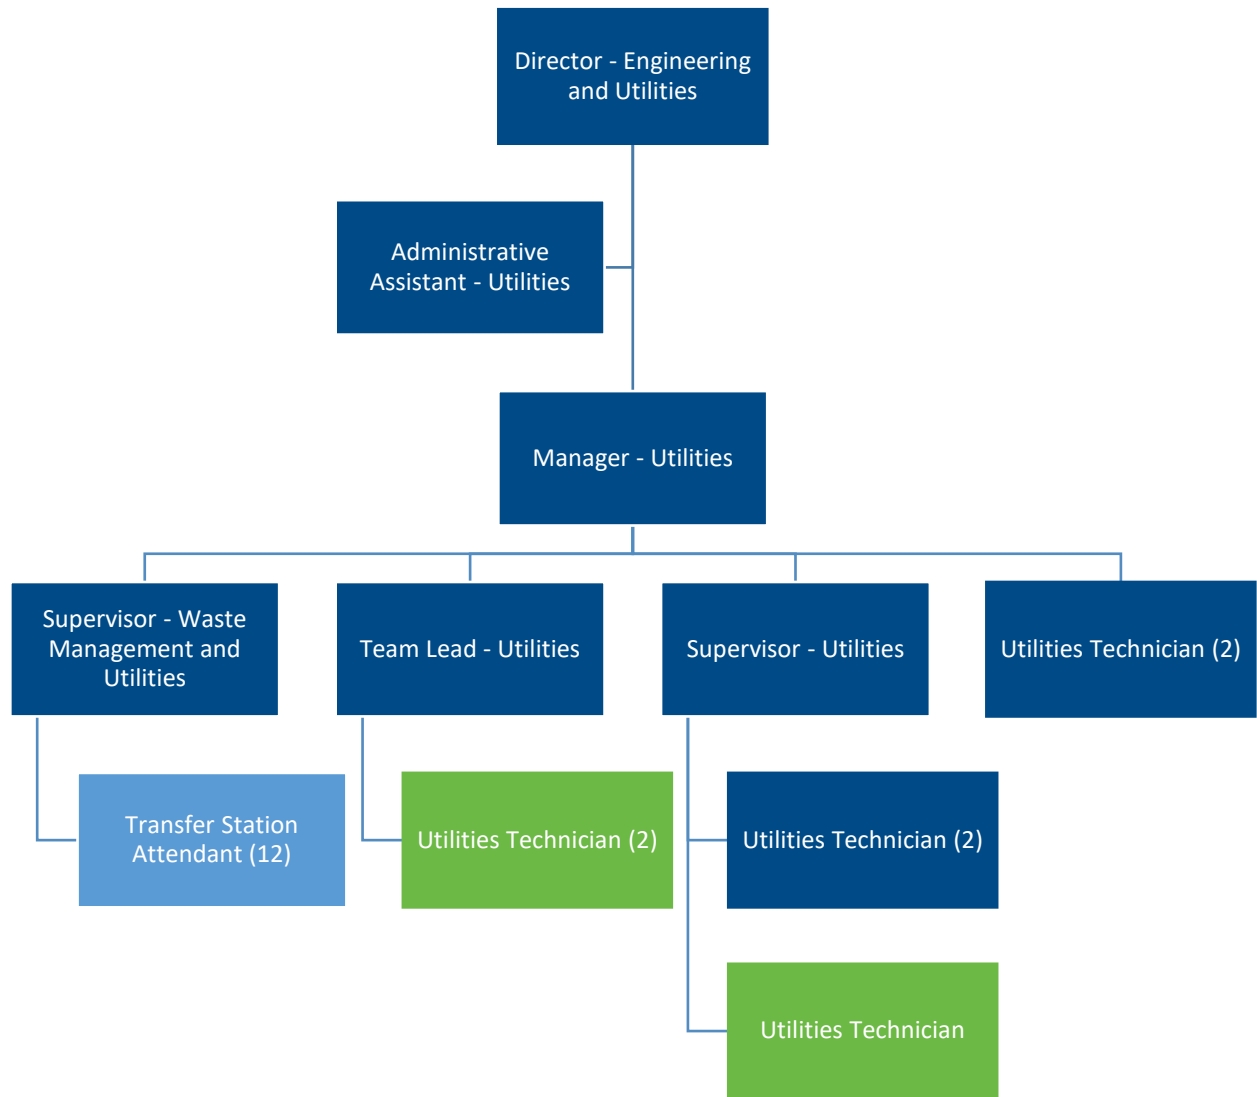 Director - Engineering
and Utilities
Administrative
Assistant - Utilities
Manager - Utilities
Supervisor - Waste
Management and
Utilities
Team Lead - Utilities
Supervisor - Utilities
Utilities Technician (2)
Transfer Station
Attendant (12)
Utilities Technician (2)
Utilities Technician (2)
Utilities Technician